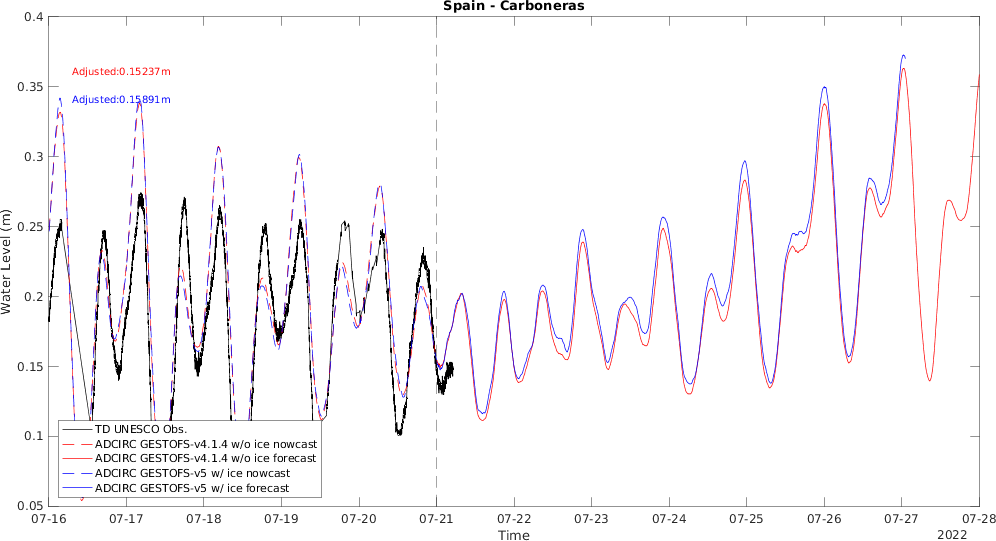 Spain - Carboneras
0.4
0.35
0.3
0.25
0.2
0.15
0.1
0.05
Water Level (m)
Adjusted:0.15237m
Adjusted:0.15891m
TD UNESCO Obs.
ADCIRC GESTOFS-v4.1.4 w/o ice nowcast
ADCIRC GESTOFS-v4.1.4 w/o ice forecast
ADCIRC GESTOFS-v5 w/ ice nowcast
ADCIRC GESTOFS-v5 w/ ice forecast
07-16 07-17 07-18 07-19 07-20 07-21 07-22 07-23 07-24 07-25 07-26 07-27 07-28
Time
2022